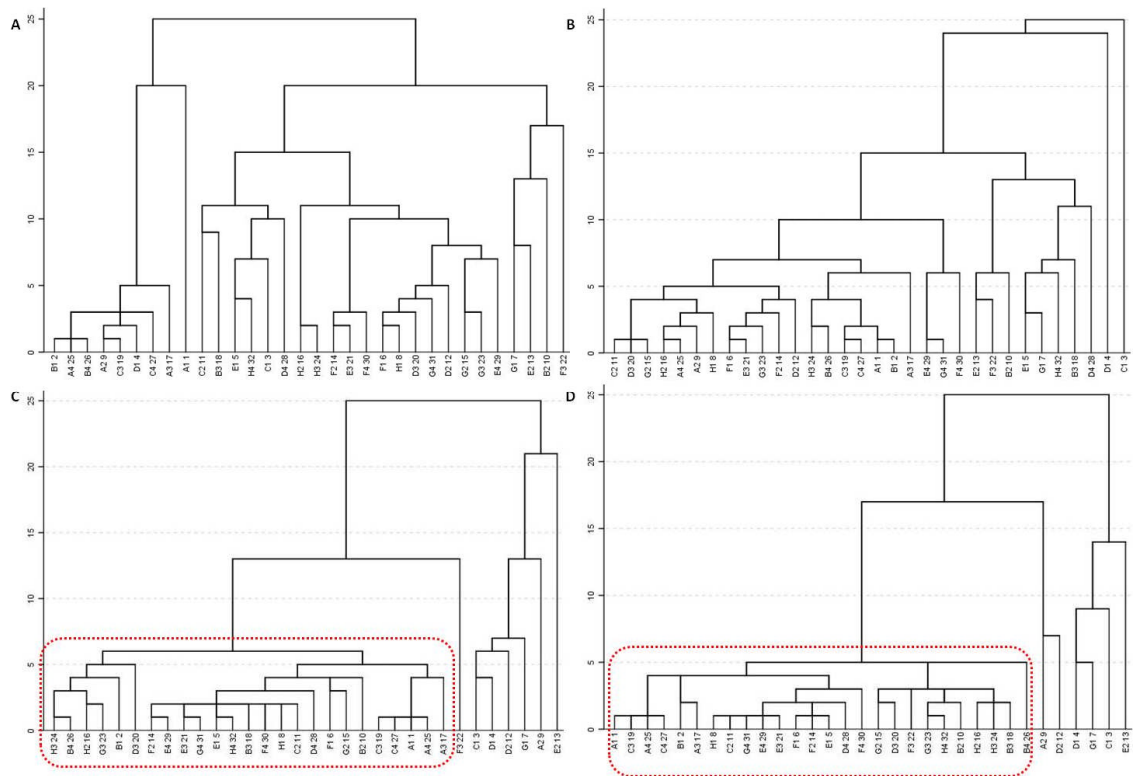 A
25
20
15
10
5
0
B1 2
A4 25
B4 26
A2 9
C3 19
D1 4
C4 27
A3 17
A1 1
C2 11
B3 18
E1 5
H4 32
C1 3
D4 28
H2 16
H3 24
F2 14
E3 21
F4 30
F1 6
H1 8
D3 20
G4 31
D2 12
G2 15
G3 23
E4 29
G1 7
E2 13
B2 10
F3 22
B
25
20
15
10
5
0
C2 11
D3 20
G2 15
H2 16
A4 25
A2 9
H1 8
F1 6
E3 21
G3 23
F2 14
D2 12
H3 24
B4 26
C3 19
C4 27
A1 1
B1 2
A3 17
E4 29
G4 31
F4 30
E2 13
F3 22
B2 10
E1 5
G1 7
H4 32
B3 18
D4 28
D1 4
C1 3
C
25
20
15
10
5
0
H3 24
B4 26
H2 16
G3 23
B1 2
D3 20
F2 14
E4 29
E3 21
G4 31
E1 5
H4 32
B3 18
F4 30
H1 8
C2 11
D4 28
F1 6
G2 15
B2 10
C3 19
C4 27
A1 1
A4 25
A3 17
F3 22
C1 3
D1 4
D2 12
G1 7
A2 9
E2 13
D
25
20
15
10
5
0
A1 1
C3 19
A4 25
B1 2
A3 17
H1 8
C2 11
G4 31
E4 29
E3 21
F1 6
F2 14
E1 5
D4 28
F4 30
G2 15
D3 20
F3 22
G3 23
H4 32
B2 10
H2 16
H3 24
B3 18
B4 26
A2 9
D2 12
D1 4
G1 7
C1 3
E2 13